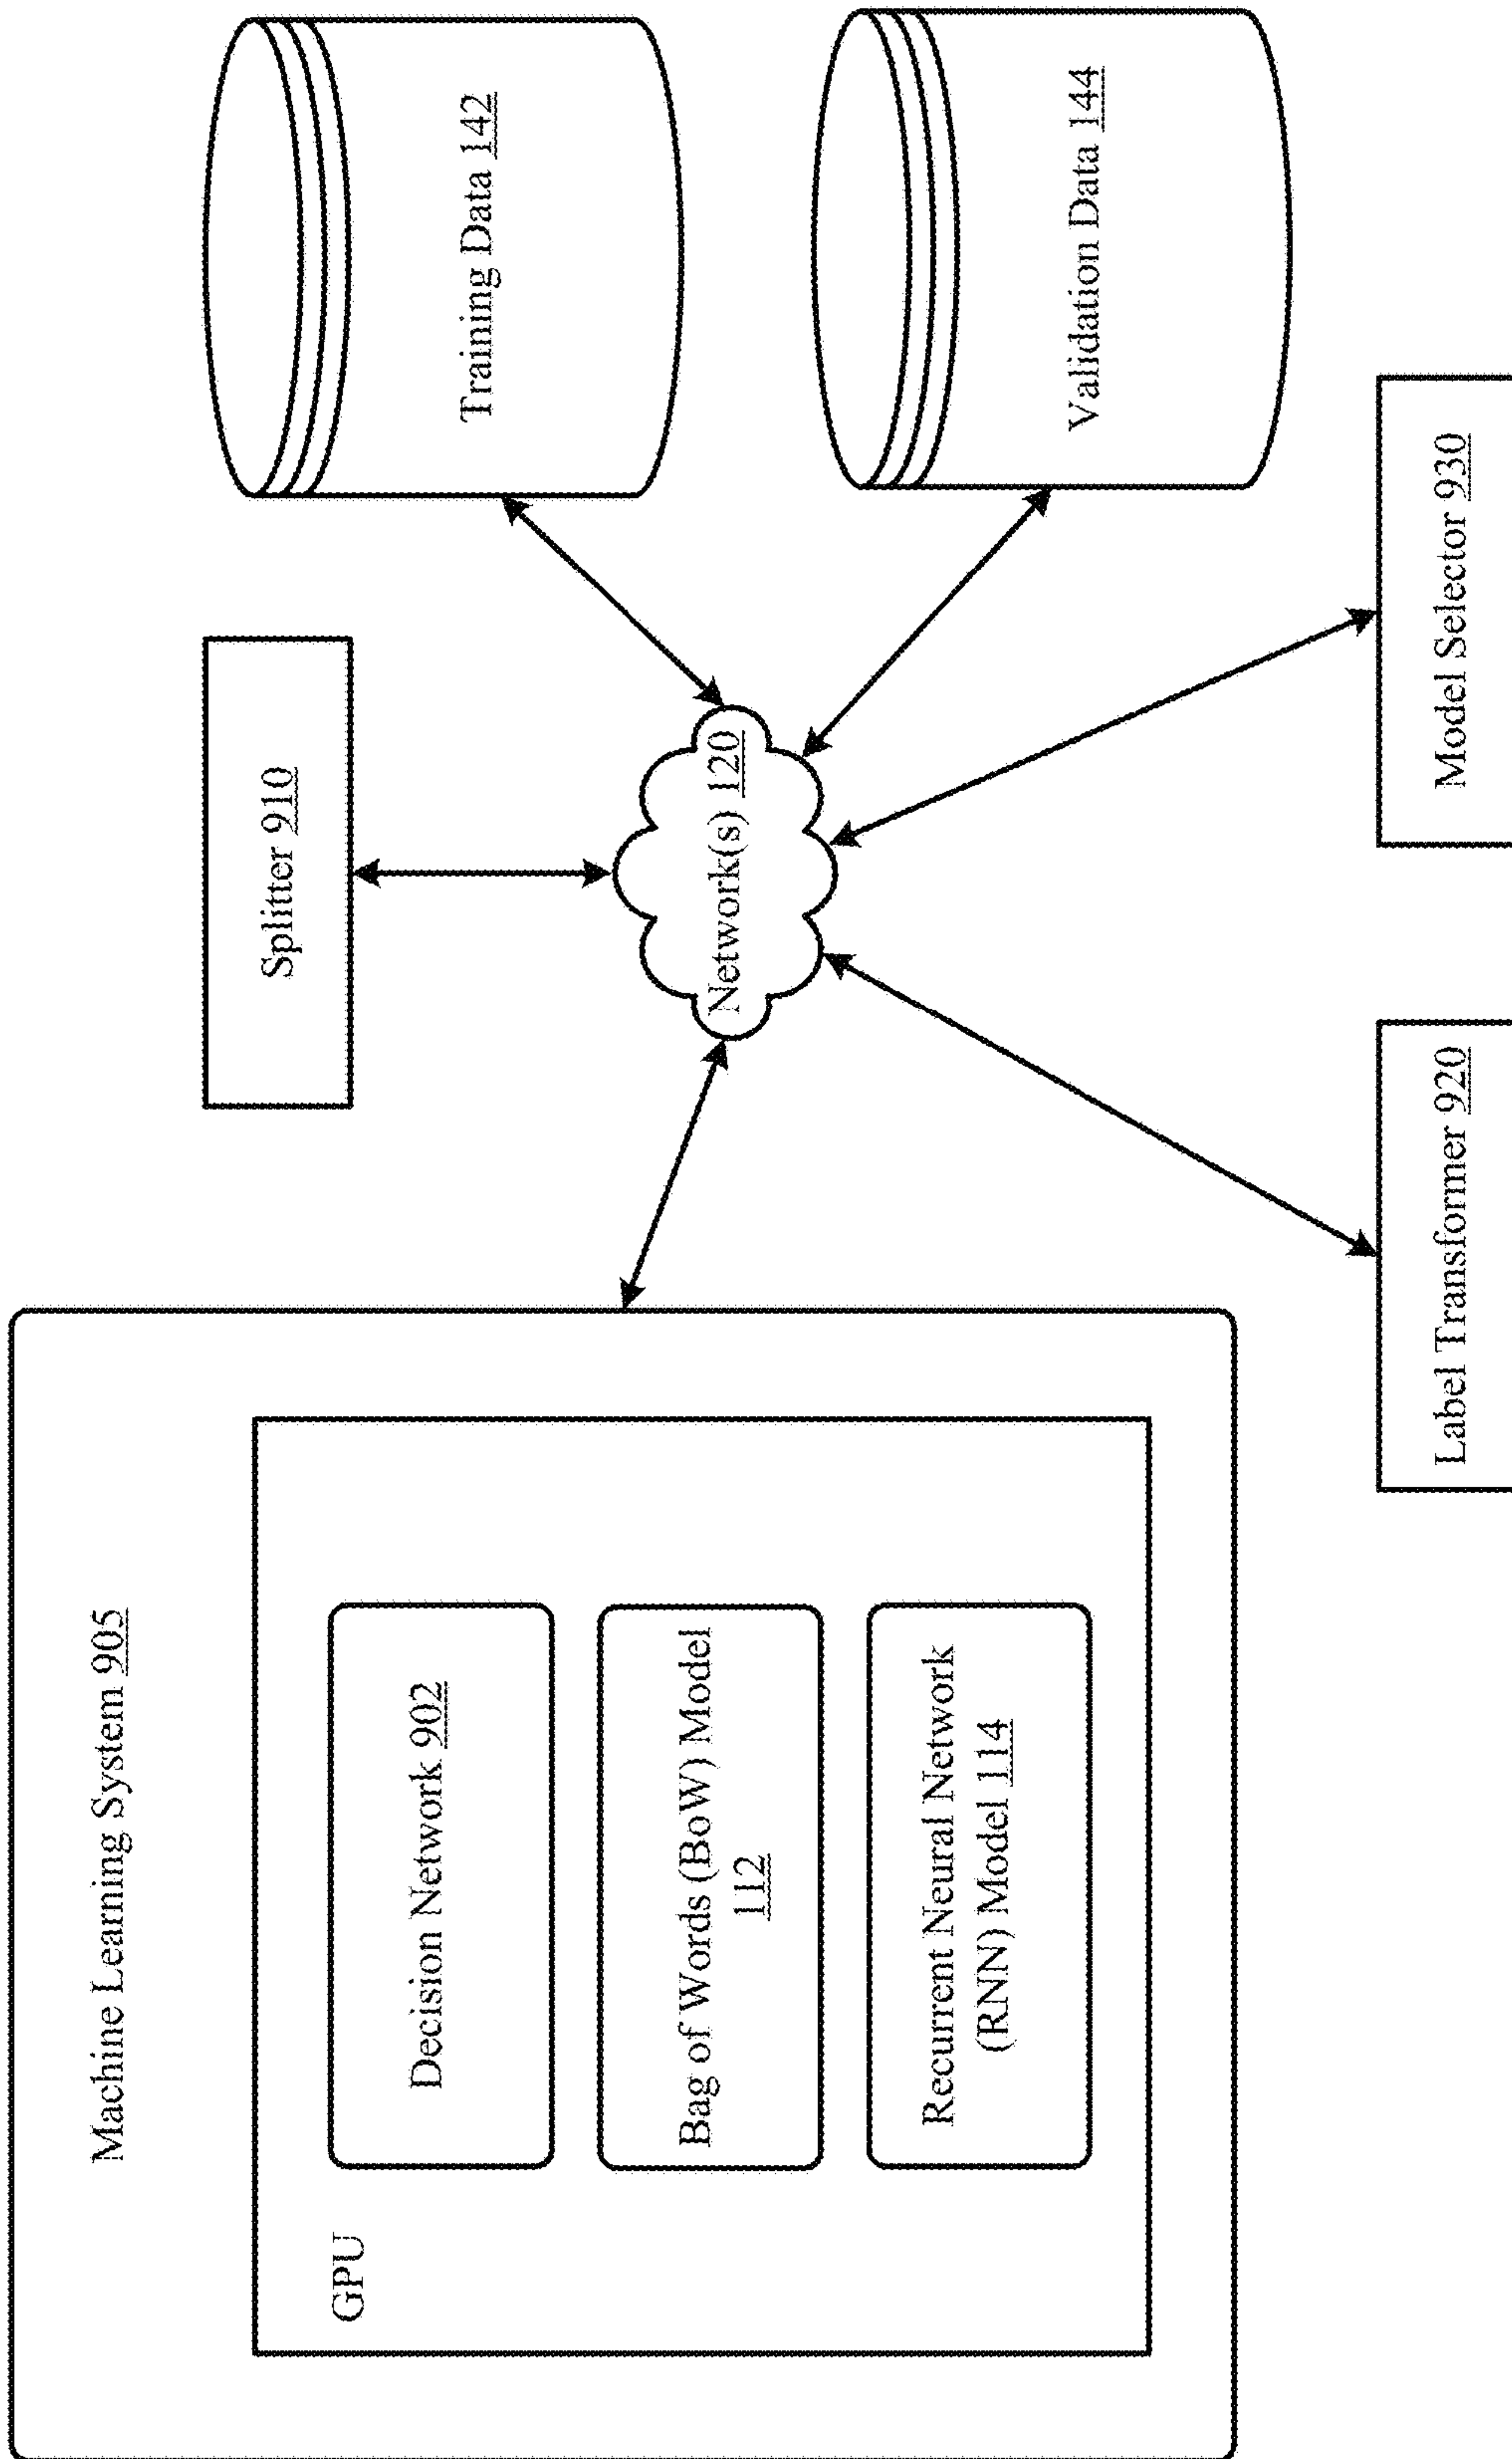 Machine Learning System 905
GPU
Decision Network 902
Bag of Words (BoW) Model
112
Recurrent Neural Network
(RNN) Model 114
Splitter 910
Network(s) 120
Training Data 142
Validation Data 144
Label Transformer 920
Model Selector 930